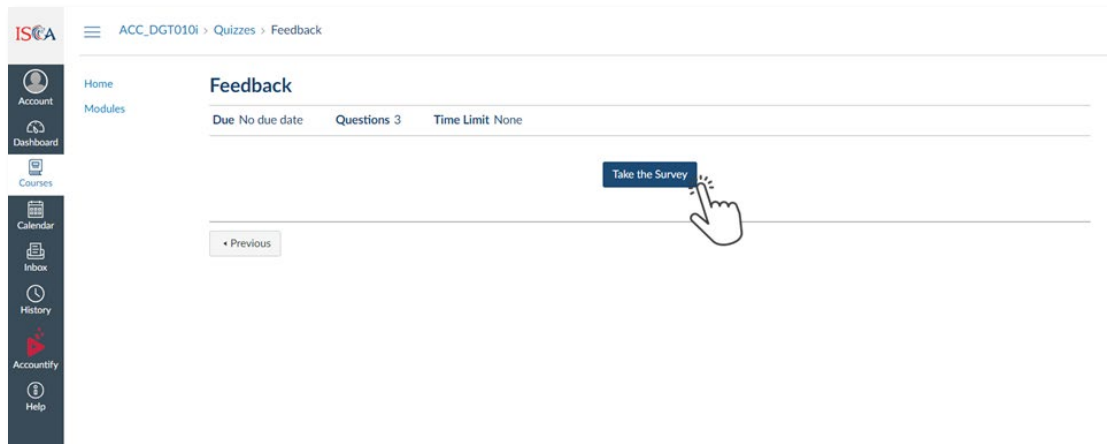 ISCA
ACC_DGT010i > Quizzes > Feedback
Account
Dashboard
Courses
Calendar
Inbox
History
Accountify
Help
Home
Modules
Feedback
Due No due date Questions 3 Time Limit None
Take the Survey
◂ Previous